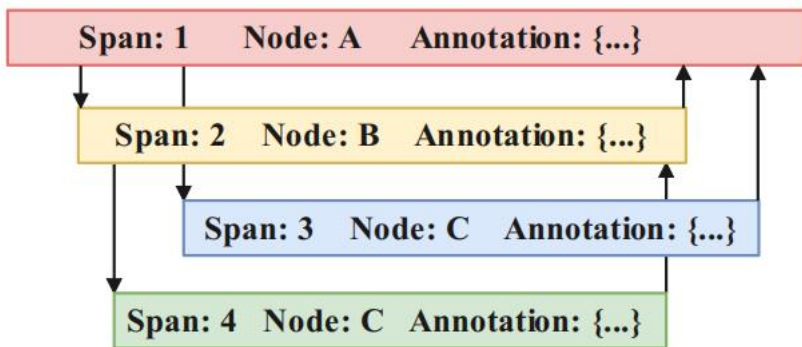 Span: 1 Node: A Annotation: {...}
Span: 2 Node: B Annotation: {...}
Span: 3 Node: C Annotation: {...}
Span: 4 Node: C Annotation: {...}